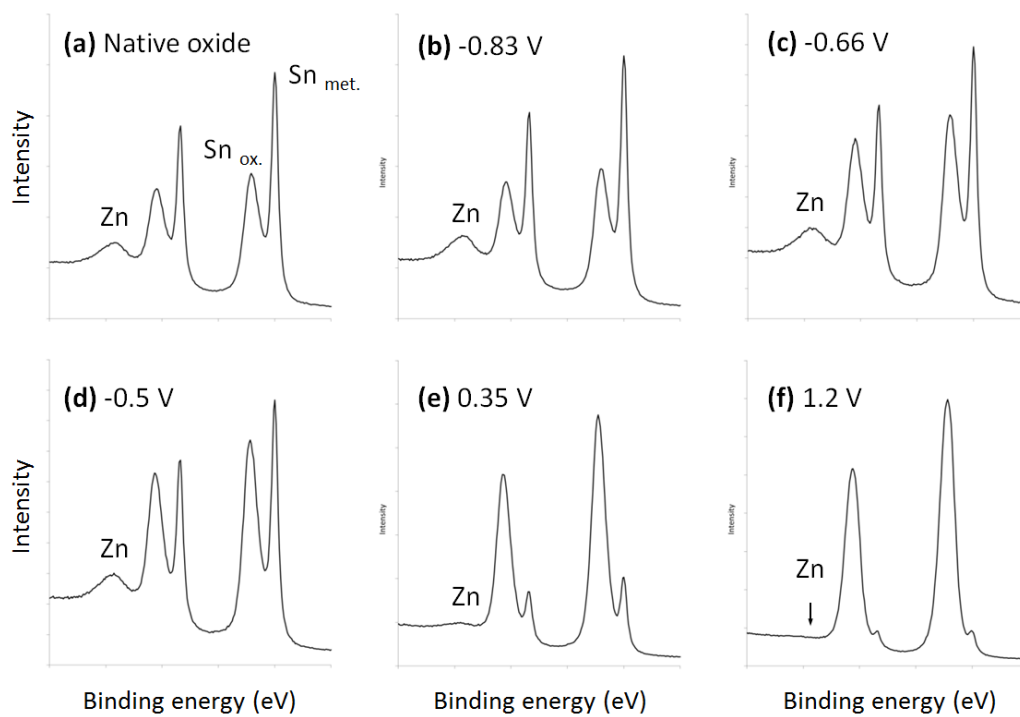 (a) Native oxide
Sn met.
Sn ox.
Zn
Intensity
(b) -0.83 V
Zn
Intensity
(c) -0.66 V
Zn
Intensity
(d) -0.5 V
Zn
Intensity
Binding energy (eV)
(e) 0.35 V
Zn
Intensity
Binding energy (eV)
(f) 1.2 V
Zn
Intensity
Binding energy (eV)